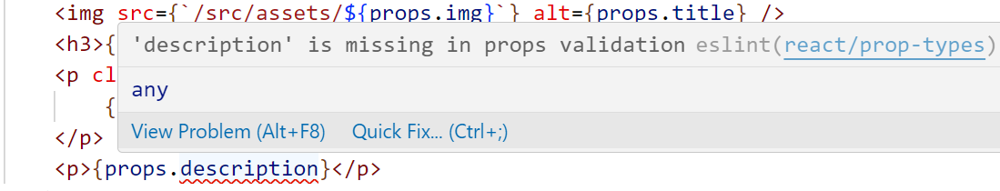 <img src={`/src/assets/${props.img}`} alt={props.title} />
<h3>{
'description' is missing in props validation eslint(react/prop-types)
<p cl
any
{
View Problem (Alt+F8) Quick Fix... (Ctrl+;)
</p>
<p>{props.description}</p>